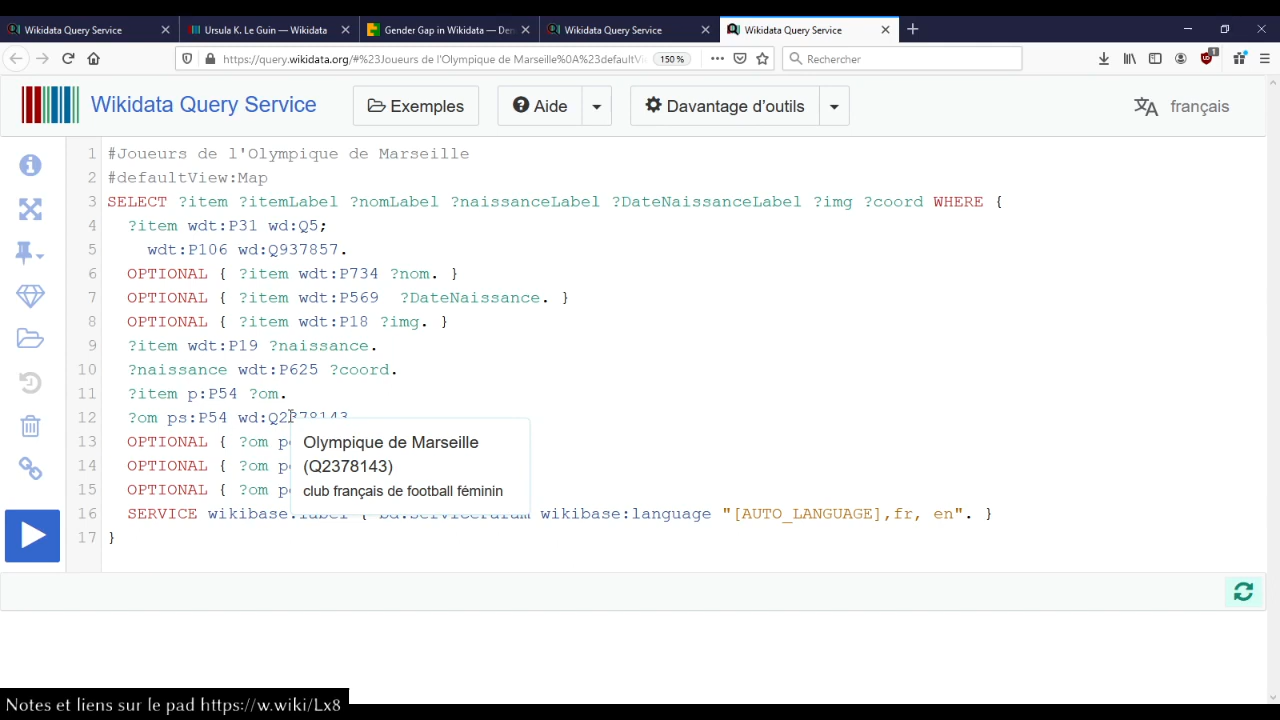 Wikidata Query Service
Ursula K. Le Guin — Wikidata
Gender Gap in Wikidata — De
Wikidata Query Service
Wikidata Query Service
https://query.wikidata.org/#%23Joueurs de l'Olympique de Marseille%0A%23defaultVi
150 %
Rechercher
1
Wikidata Query Service
Exemples
Aide
Davantage d'outils
français
1 #Joueurs de l'Olympique de Marseille
2 #defaultView:Map
3 SELECT ?item ?itemLabel ?nomLabel ?naissanceLabel ?DateNaissanceLabel ?img ?coord WHERE {
4 ?item wdt:P31 wd:Q5;
5 wdt:P106 wd:Q937857.
6 OPTIONAL { ?item wdt:P734 ?nom. }
7 OPTIONAL { ?item wdt:P569 ?DateNaissance. }
8 OPTIONAL { ?item wdt:P18 ?img. }
9 ?item wdt:P19 ?naissance.
10 ?naissance wdt:P625 ?coord.
11 ?item p:P54 ?om.
12 ?om ps:P54 wd:Q2378143
13 OPTIONAL { ?om p
14 OPTIONAL { ?om p
15 OPTIONAL { ?om p
Olympique de Marseille
(Q2378143)
club français de football féminin
16 SERVICE wikibase:label { bd:serviceParam wikibase:language "[AUTO_LANGUAGE],fr, en". }
17 }
Notes et liens sur le pad https://w.wiki/Lx8